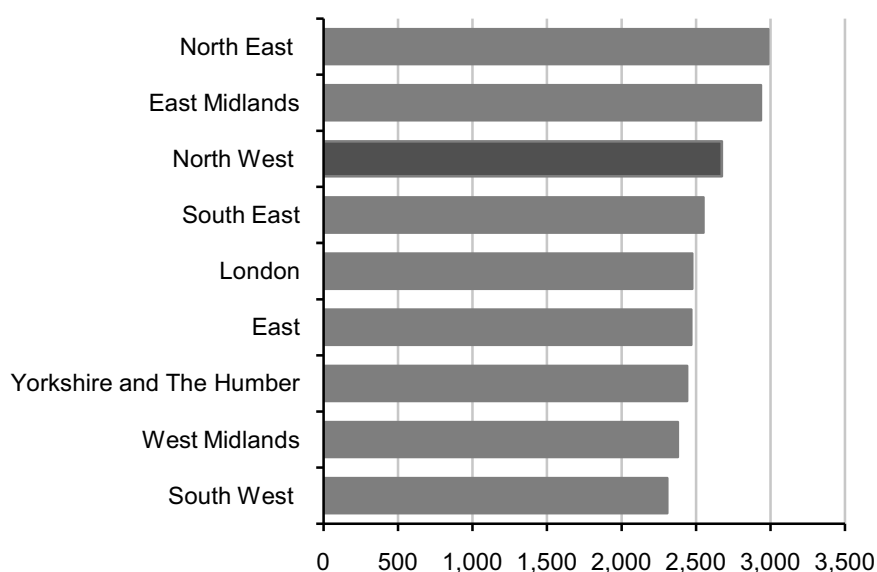 North East
East Midlands
North West
South East
London
East
Yorkshire and The Humber
West Midlands
South West
0 500 1,000 1,500 2,000 2,500 3,000 3,500